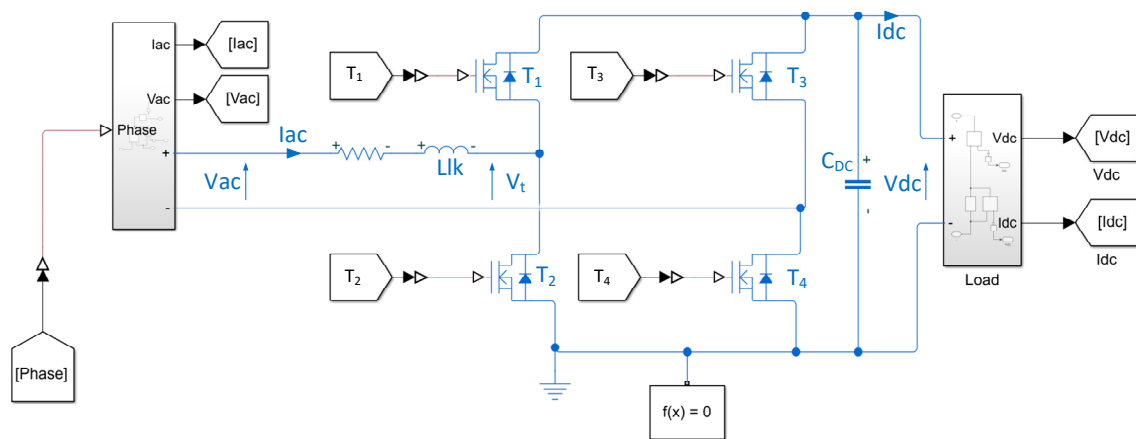 Iac
[Iac]
Vac
[Vac]
Phase
+
-
[Phase]
Iac
+
-
+
-
Llk
Vac
Vt
T1
T1
T3
T3
T2
T2
T4
T4
Idc
CDC
+
-
Vdc
+
-
Vdc
Idc
Load
[Vdc]
Vdc
[Idc]
Idc
f(x) = 0